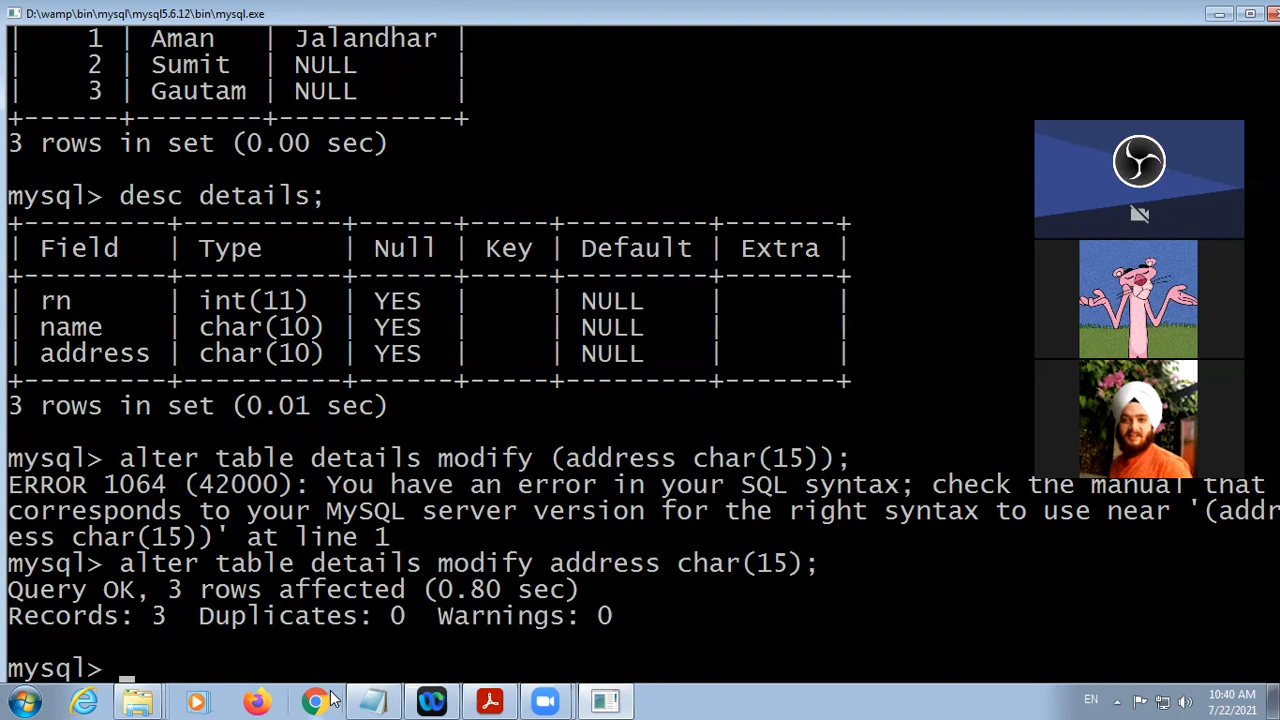 D:\wamp\bin\mysql\mysql5.6.12\bin\mysql.exe
| 1 | Aman | Jalandhar |
| 2 | Sumit | NULL |
| 3 | Gautam | NULL |
+------+--------+-----------+
3 rows in set (0.00 sec)
mysql> desc details;
+---------+----------+------+-----+---------+-------+
| Field | Type | Null | Key | Default | Extra |
+---------+----------+------+-----+---------+-------+
| rn | int(11) | YES | | NULL | |
| name | char(10) | YES | | NULL | |
| address | char(10) | YES | | NULL | |
+---------+----------+------+-----+---------+-------+
3 rows in set (0.01 sec)
mysql> alter table details modify (address char(15));
ERROR 1064 (42000): You have an error in your SQL syntax; check the manual that
corresponds to your MySQL server version for the right syntax to use near '(addr
ess char(15))' at line 1
mysql> alter table details modify address char(15);
Query OK, 3 rows affected (0.80 sec)
Records: 3 Duplicates: 0 Warnings: 0
mysql> _
EN
10:40 AM
7/22/2021